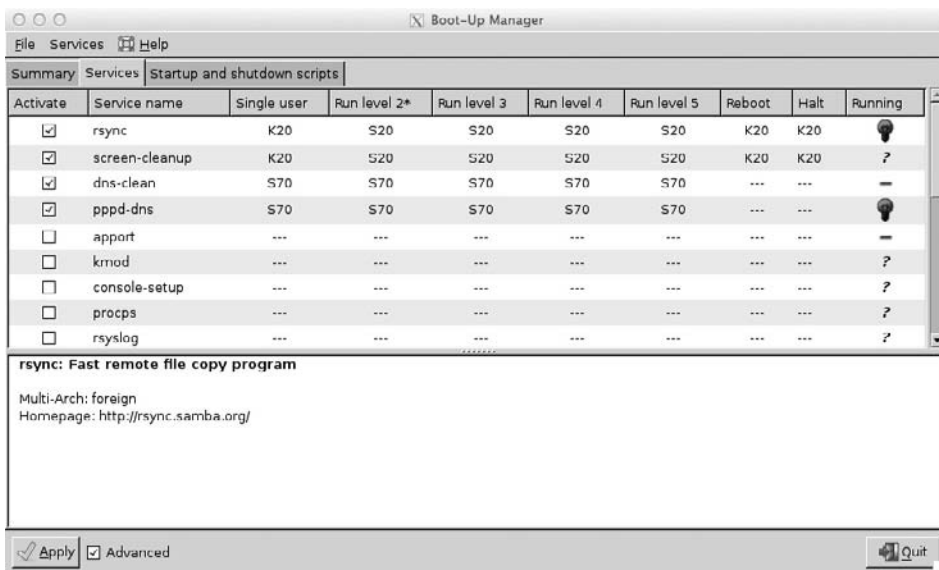 Boot-Up Manager
File Services Help
Summary Services Startup and shutdown scripts
Activate Service name Single user Run level 2* Run level 3 Run level 4 Run level 5 Reboot Halt Running
rsync K20 S20 S20 S20 S20 K20 K20
screen-cleanup K20 S20 S20 S20 S20 K20 K20 ?
dns-clean S70 S70 S70 S70 S70 --- ---
pppd-dns S70 S70 S70 S70 S70 --- ---
apport --- --- --- --- --- --- ---
kmod --- --- --- --- --- --- --- ?
console-setup --- --- --- --- --- --- --- ?
procps --- --- --- --- --- --- --- ?
rsyslog --- --- --- --- --- --- --- ?
rsync: Fast remote file copy program
Multi-Arch: foreign
Homepage: http://rsync.samba.org/
Apply Advanced Quit